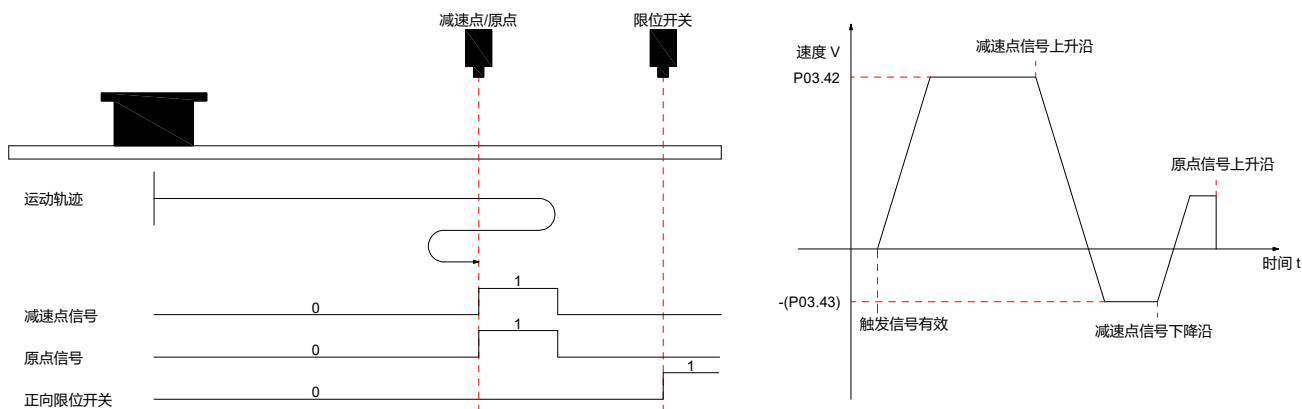 减速点/原点
限位开关
运动轨迹
1
0
减速点信号
1
0
原点信号
1
0
正向限位开关
速度 V
减速点信号上升沿
P03.42
原点信号上升沿
时间 t
-(P03.43)
触发信号有效
减速点信号下降沿